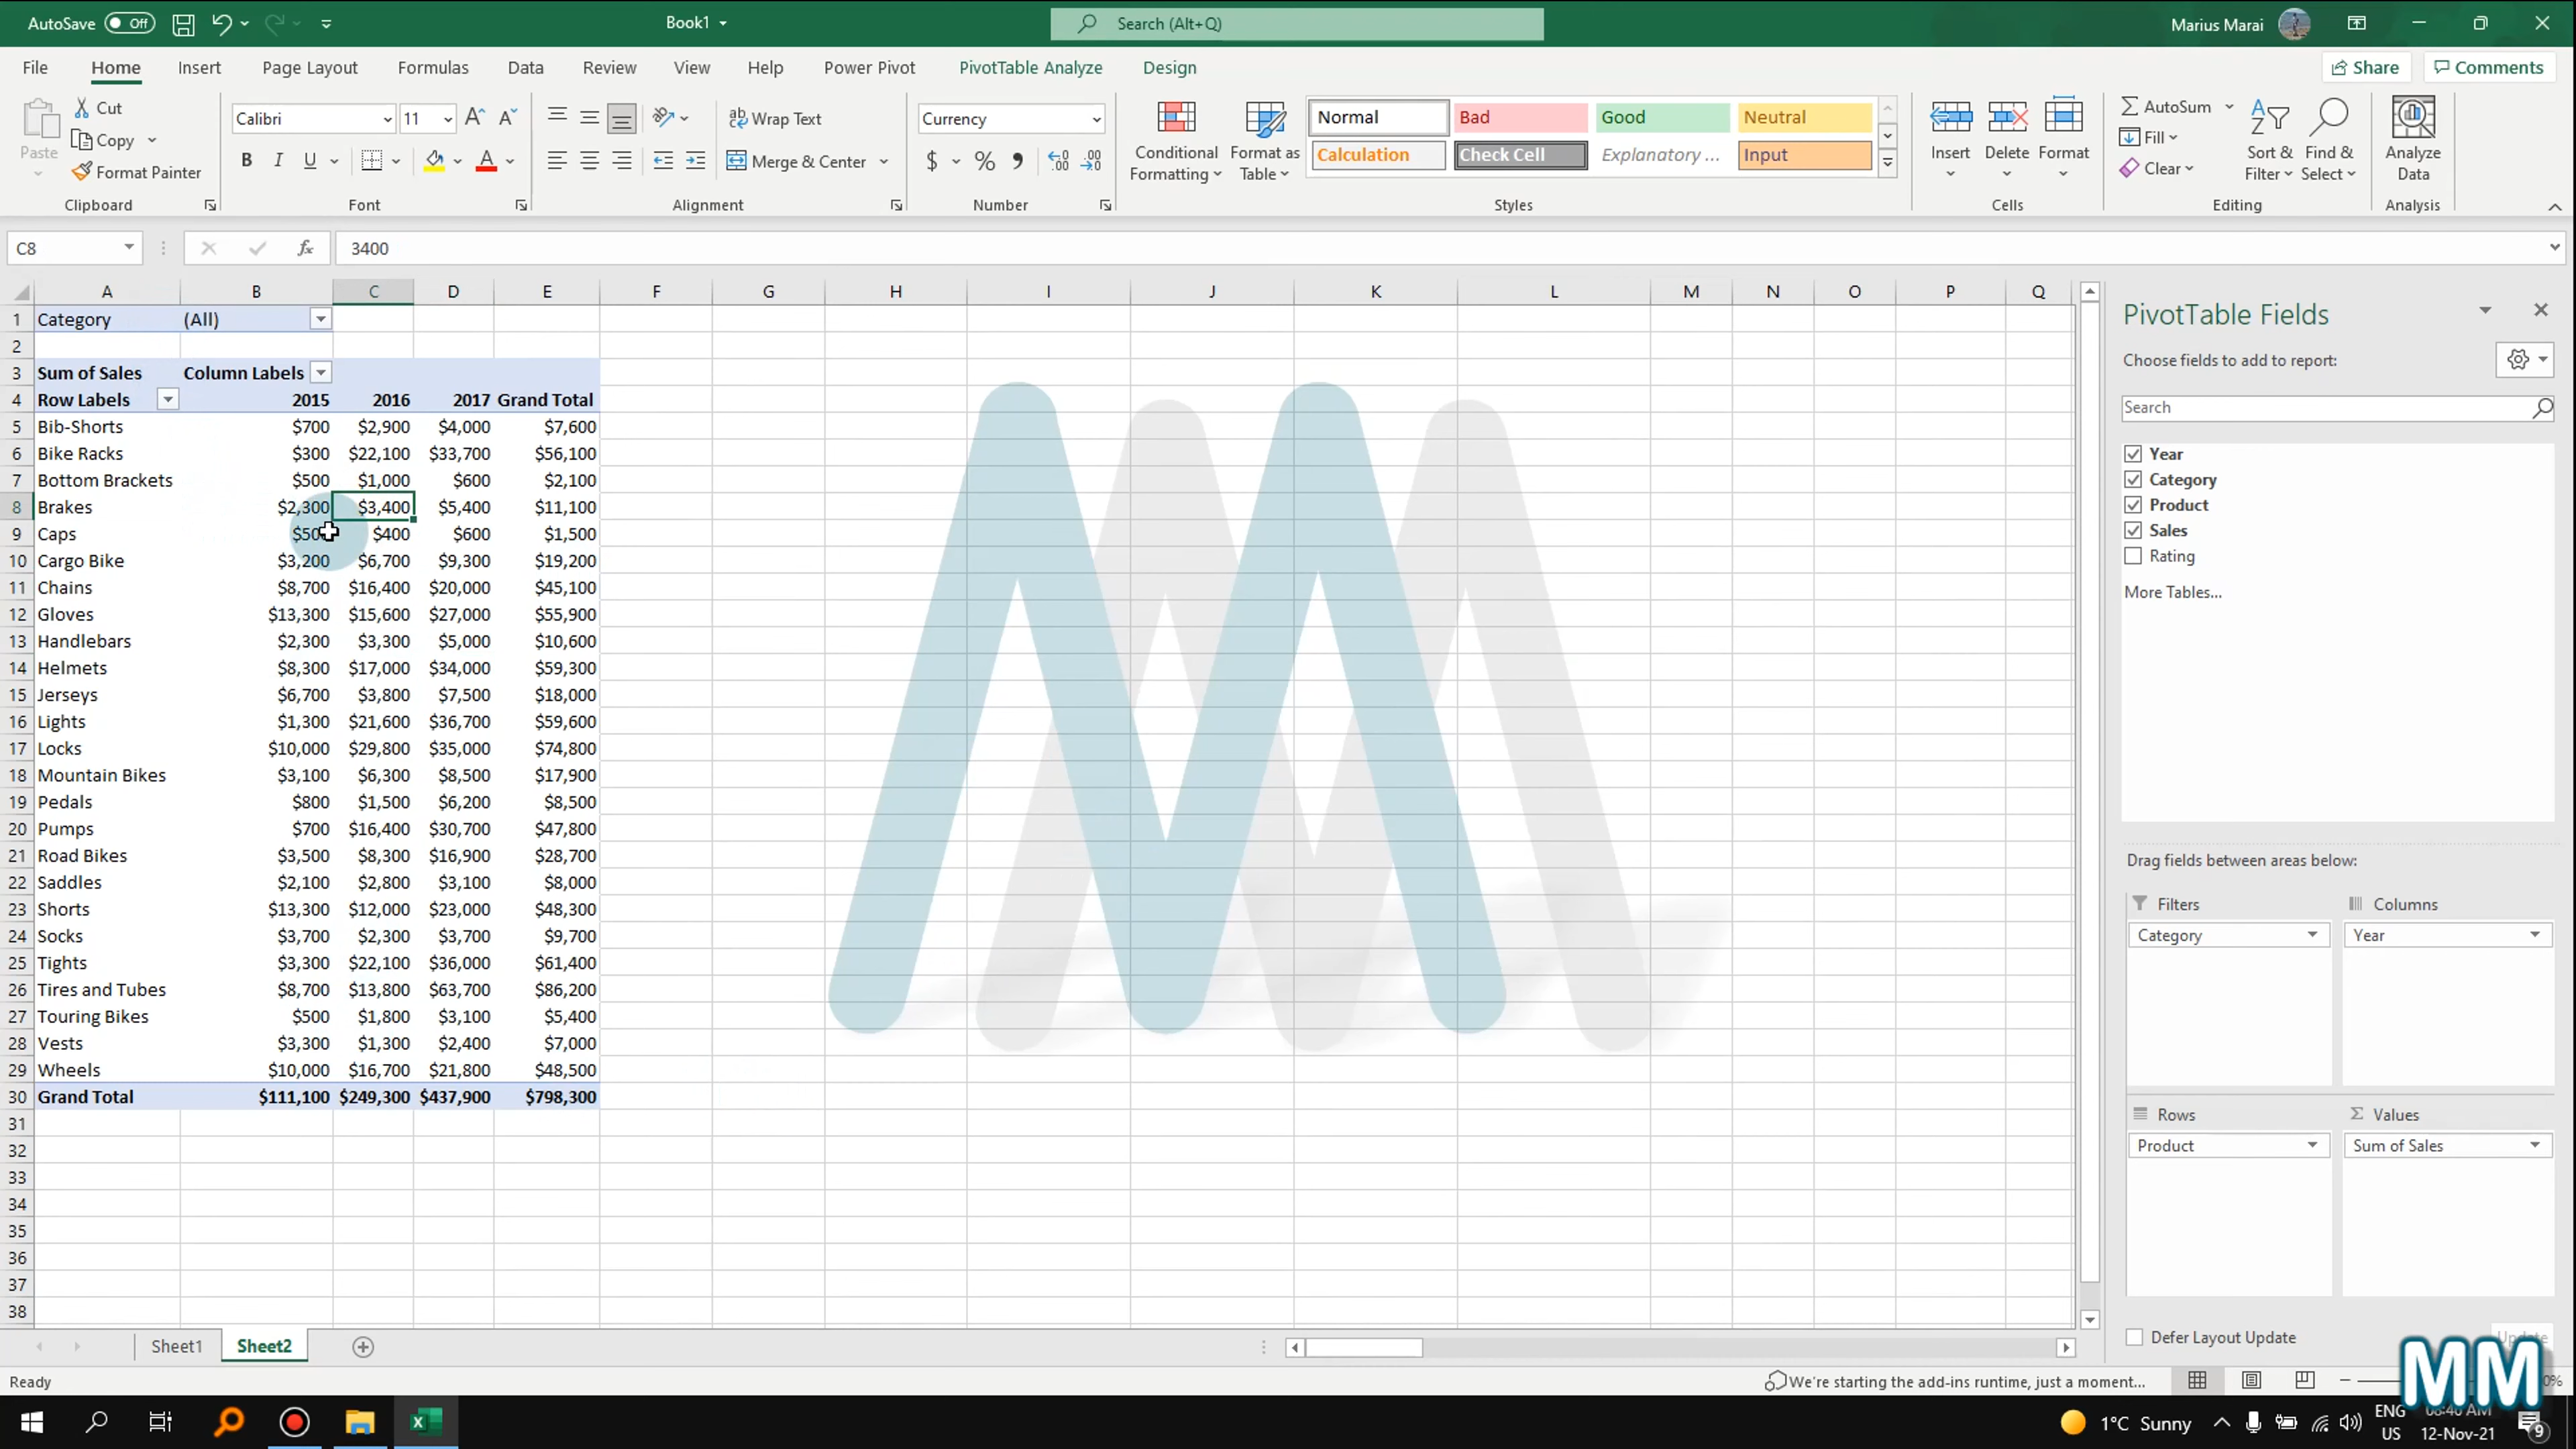 AutoSave Off Book1 Search (Alt+Q) Marius Marai
File Home Insert Page Layout Formulas Data Review View Help Power Pivot PivotTable Analyze Design Share Comments
Paste Cut Copy Format Painter
Calibri 11 B I U
ab Wrap Text Merge & Center
Currency $ %
Conditional Formatting Format as Table
Normal Bad Good Neutral
Calculation Check Cell Explanatory ... Input
Insert Delete Format
AutoSum Fill Clear Sort & Filter Find & Select
Analyze Data
Clipboard Font Alignment Number Styles Cells Editing Analysis
C8 fx 3400
A B C D E F G H I J K L M N O P Q
1 Category (All)
2
3 Sum of Sales Column Labels
4 Row Labels 2015 2016 2017 Grand Total
5 Bib-Shorts $700 $2,900 $4,000 $7,600
6 Bike Racks $300 $22,100 $33,700 $56,100
7 Bottom Brackets $500 $1,000 $600 $2,100
8 Brakes $2,300 $3,400 $5,400 $11,100
9 Caps $400 $600 $1,500
10 Cargo Bike $3,200 $6,700 $9,300 $19,200
11 Chains $8,700 $16,400 $20,000 $45,100
12 Gloves $13,300 $15,600 $27,000 $55,900
13 Handlebars $2,300 $3,300 $5,000 $10,600
14 Helmets $8,300 $17,000 $34,000 $59,300
15 Jerseys $6,700 $3,800 $7,500 $18,000
16 Lights $1,300 $21,600 $36,700 $59,600
17 Locks $10,000 $29,800 $35,000 $74,800
18 Mountain Bikes $3,100 $6,300 $8,500 $17,900
19 Pedals $800 $1,500 $6,200 $8,500
20 Pumps $700 $16,400 $30,700 $47,800
21 Road Bikes $3,500 $8,300 $16,900 $28,700
22 Saddles $2,100 $2,800 $3,100 $8,000
23 Shorts $13,300 $12,000 $23,000 $48,300
24 Socks $3,700 $2,300 $3,700 $9,700
25 Tights $3,300 $22,100 $36,000 $61,400
26 Tires and Tubes $8,700 $13,800 $63,700 $86,200
27 Touring Bikes $500 $1,800 $3,100 $5,400
28 Vests $3,300 $1,300 $2,400 $7,000
29 Wheels $10,000 $16,700 $21,800 $48,500
30 Grand Total $111,100 $249,300 $437,900 $798,300
31
32
33
34
35
36
37
38
PivotTable Fields
Choose fields to add to report:
Search
Year
Category
Product
Sales
Rating
More Tables...
Drag fields between areas below:
Filters Columns
Category Year
Rows Values
Product Sum of Sales
Defer Layout Update Update
Sheet1 Sheet2
Ready We're starting the add-ins runtime, just a moment...
MM
1°C Sunny ENG
US 12-Nov-21 9